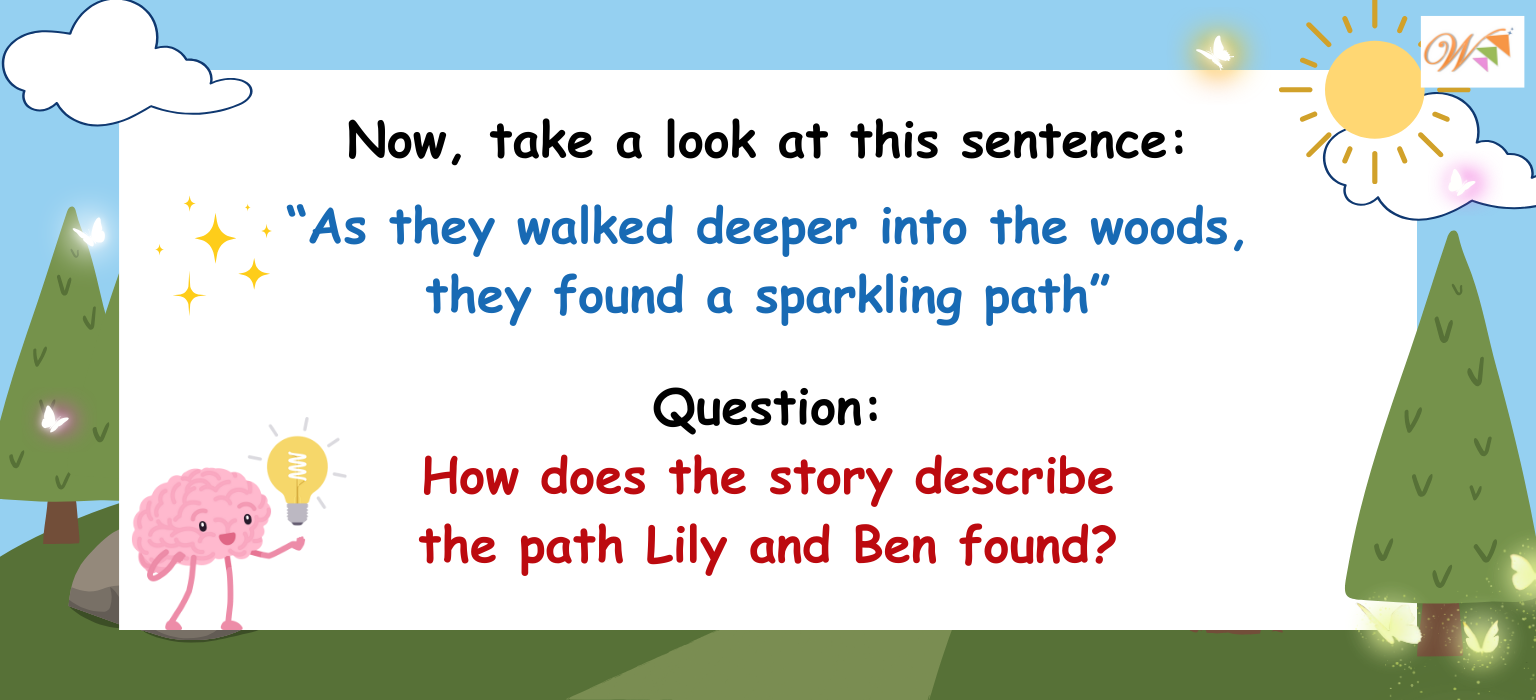 Now, take a look at this sentence:
“As they walked deeper into the woods,
they found a sparkling path”
Question:
How does the story describe
the path Lily and Ben found?
W